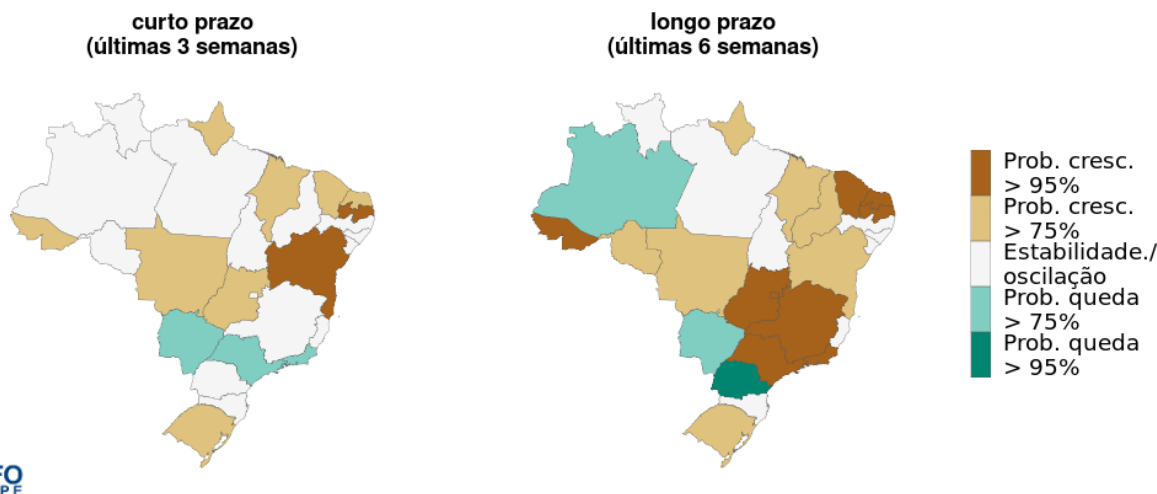 curto prazo
(últimas 3 semanas)
longo prazo
(últimas 6 semanas)
Prob. cresc.
> 95%
Prob. cresc.
> 75%
Estabilidade./
oscilação
Prob. queda
> 75%
Prob. queda
> 95%
FO